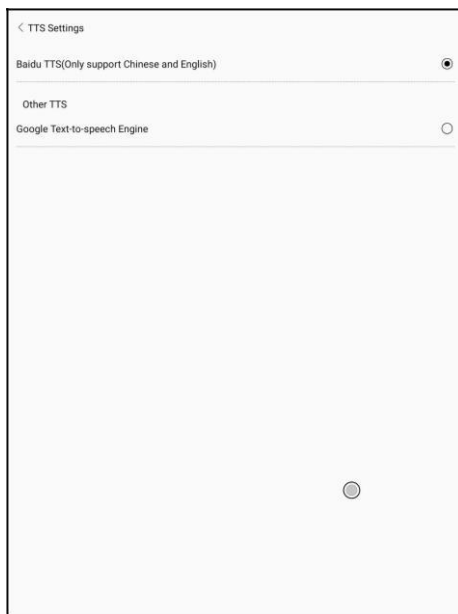 TTS Settings
Baidu TTS(Only support Chinese and English)
Other TTS
Google Text-to-speech Engine